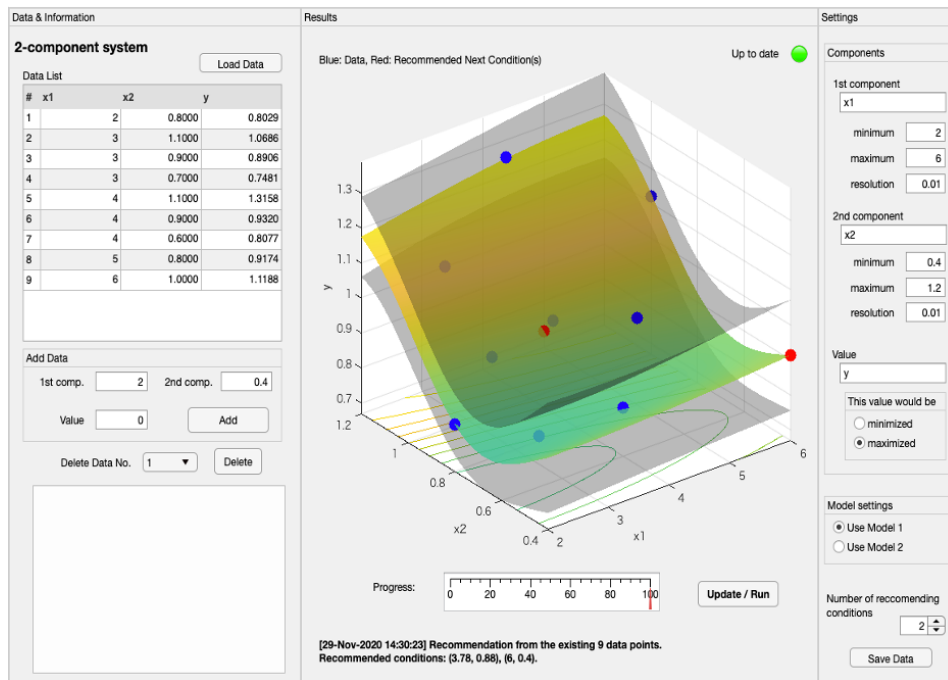 Data & Information
2-component system
Load Data
Data List
# x1 x2 y
1 2 0.8000 0.8029
2 3 1.1000 1.0686
3 3 0.9000 0.8906
4 3 0.7000 0.7481
5 4 1.1000 1.3158
6 4 0.9000 0.9320
7 4 0.6000 0.8077
8 5 0.8000 0.9174
9 6 1.0000 1.1188
Add Data
1st comp. 2 2nd comp. 0.4
Value 0 Add
Delete Data No. 1 Delete
Results
Blue: Data, Red: Recommended Next Condition(s)
Up to date
1.3
1.2
1.1
1
0.9
0.8
0.7
y
1.2
1
0.8
0.6
0.4
x2
2
3
4
5
6
x1
Progress:
0 20 40 60 80 100
Update / Run
[29-Nov-2020 14:30:23] Recommendation from the existing 9 data points.
Recommended conditions: (3.78, 0.88), (6, 0.4).
Settings
Components
1st component
x1
minimum 2
maximum 6
resolution 0.01
2nd component
x2
minimum 0.4
maximum 1.2
resolution 0.01
Value
y
This value would be
minimized
maximized
Model settings
Use Model 1
Use Model 2
Number of reccomending
conditions
2
Save Data